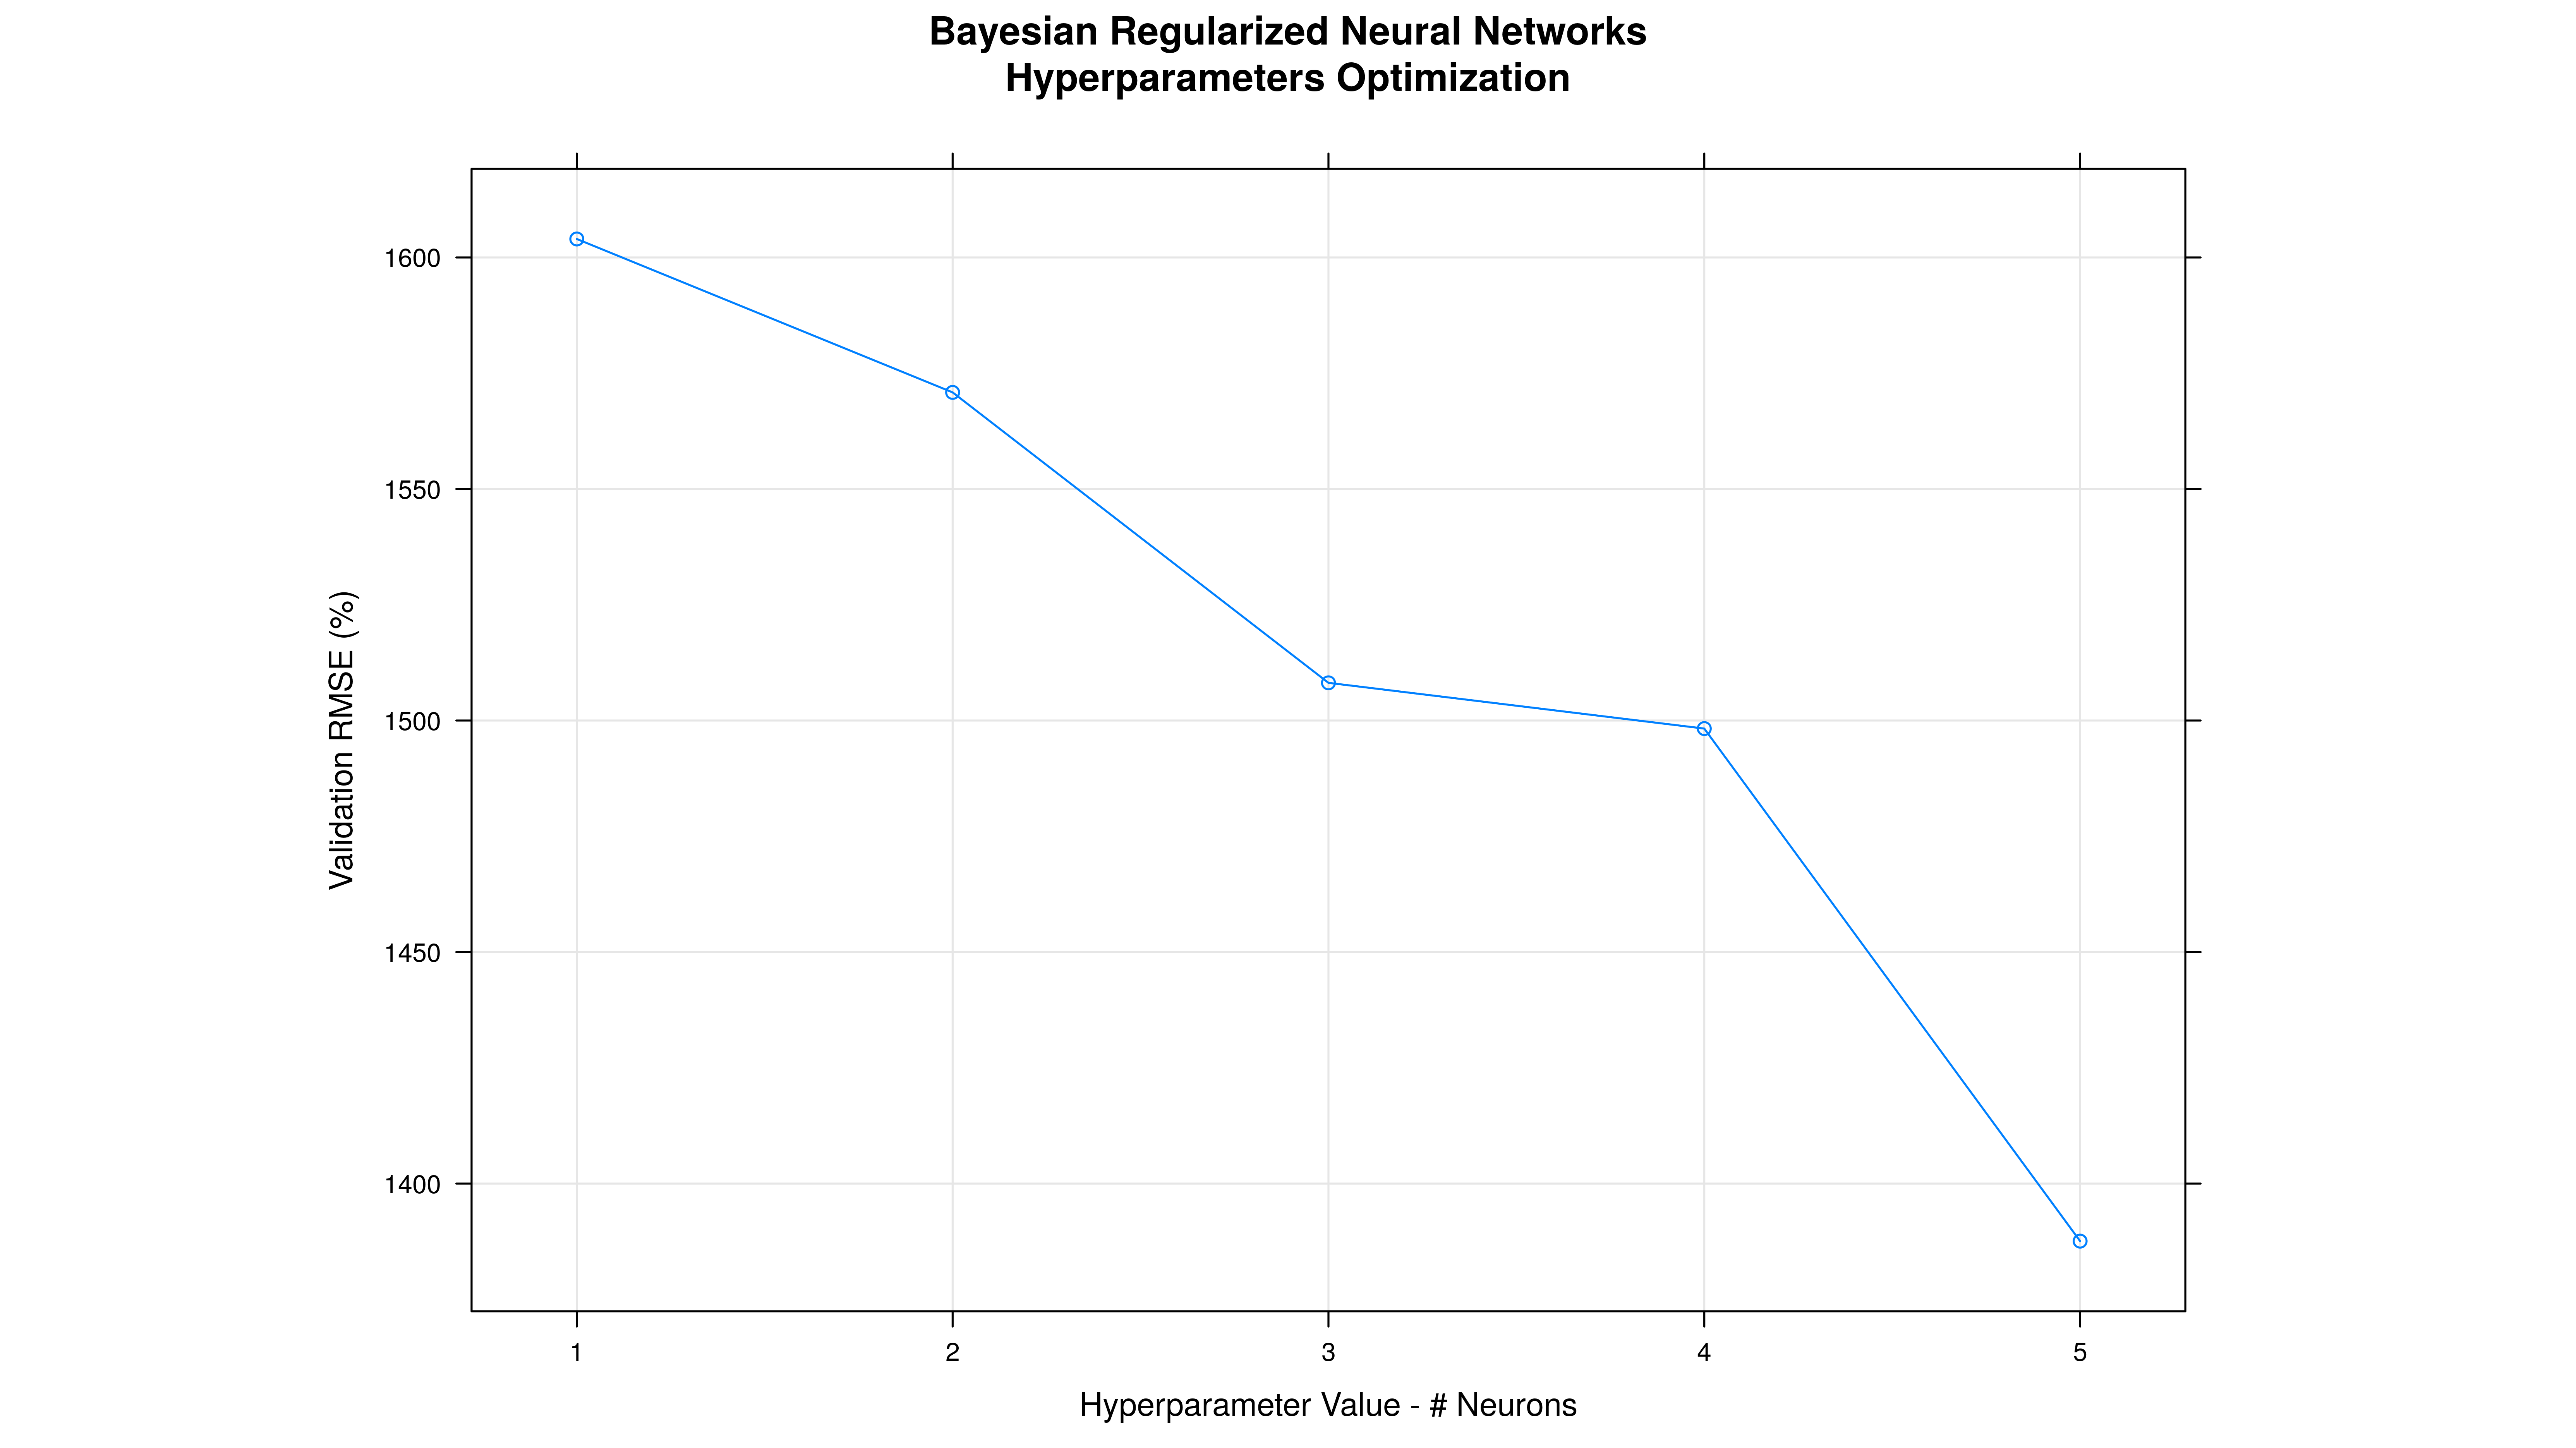 Bayesian Regularized Neural Networks
Hyperparameters Optimization
1600
1550
1500
1450
1400
Validation RMSE (%)
1 2 3 4 5
Hyperparameter Value - # Neurons